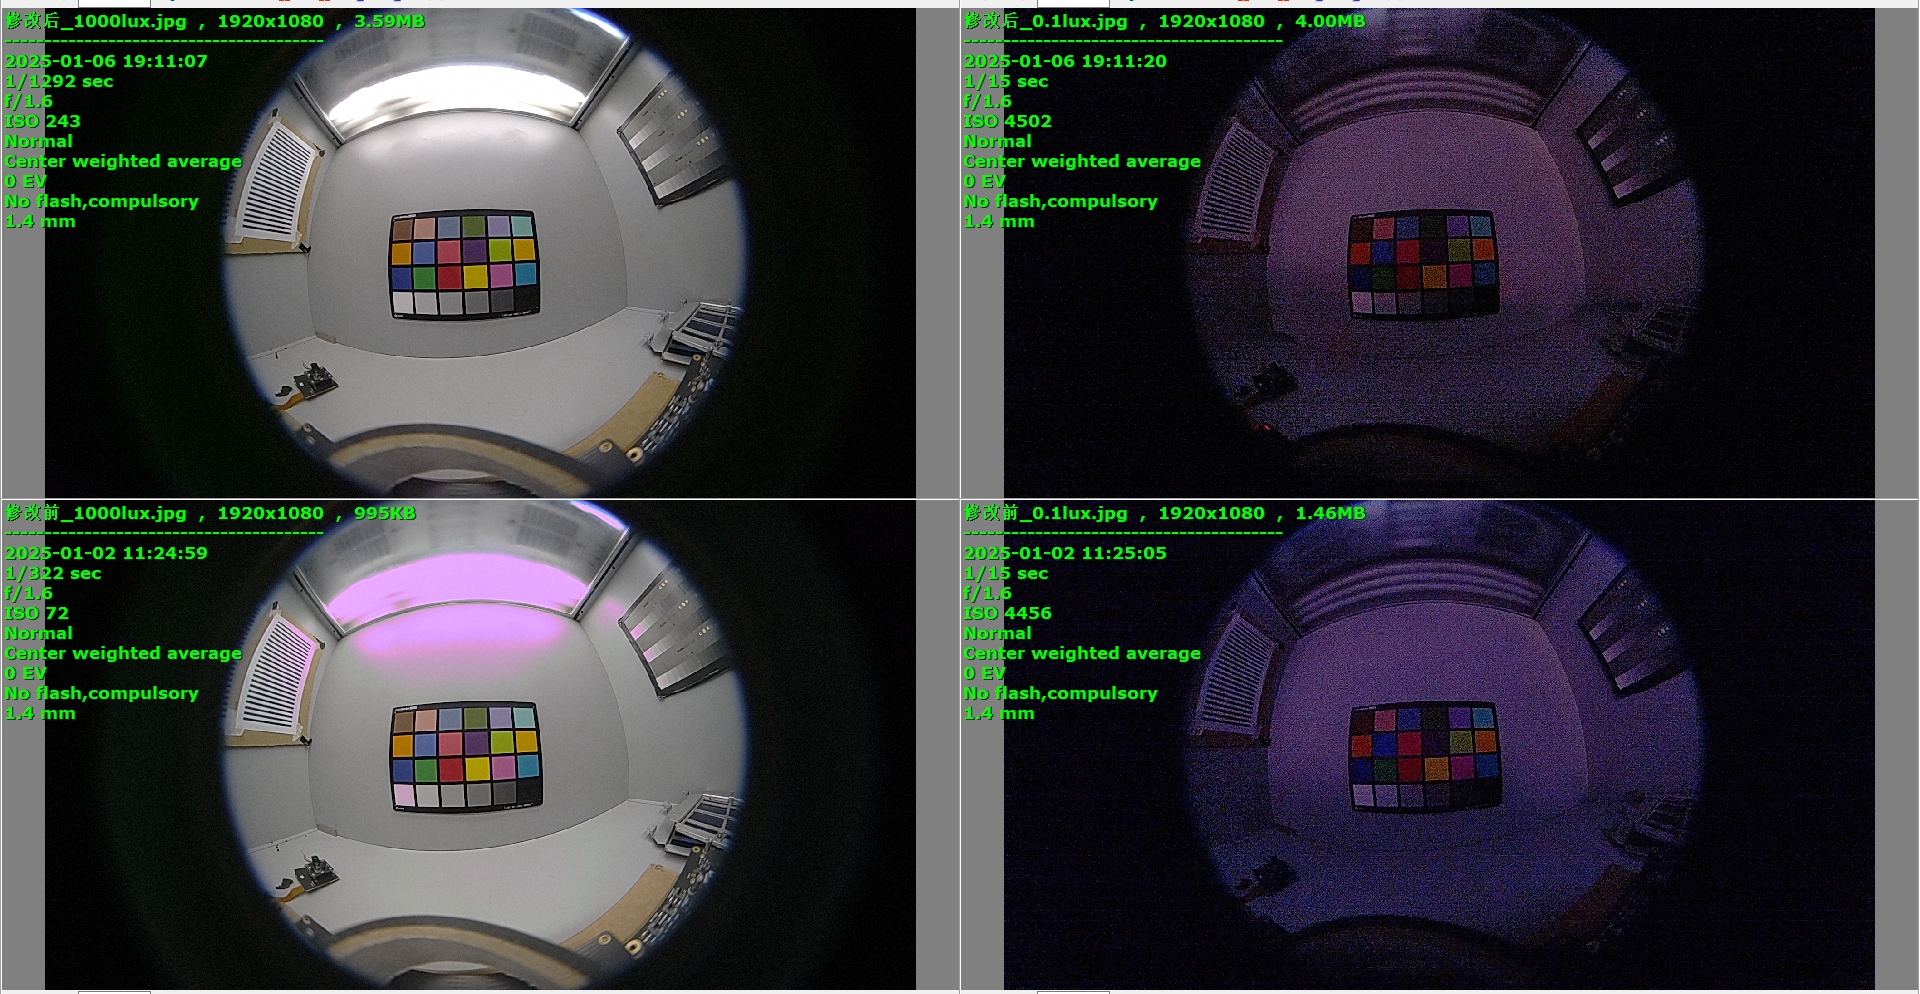 修改后_1000lux.jpg , 1920x1080 , 3.59MB
----------------------------------------
2025-01-06 19:11:07
1/1292 sec
f/1.6
ISO 243
Normal
Center weighted average
0 EV
No flash,compulsory
1.4 mm
修改后_0.1lux.jpg , 1920x1080 , 4.00MB
----------------------------------------
2025-01-06 19:11:20
1/15 sec
f/1.6
ISO 4502
Normal
Center weighted average
0 EV
No flash,compulsory
1.4 mm
修改前_1000lux.jpg , 1920x1080 , 995KB
----------------------------------------
2025-01-02 11:24:59
1/322 sec
f/1.6
ISO 72
Normal
Center weighted average
0 EV
No flash,compulsory
1.4 mm
修改前_0.1lux.jpg , 1920x1080 , 1.46MB
----------------------------------------
2025-01-02 11:25:05
1/15 sec
f/1.6
ISO 4456
Normal
Center weighted average
0 EV
No flash,compulsory
1.4 mm